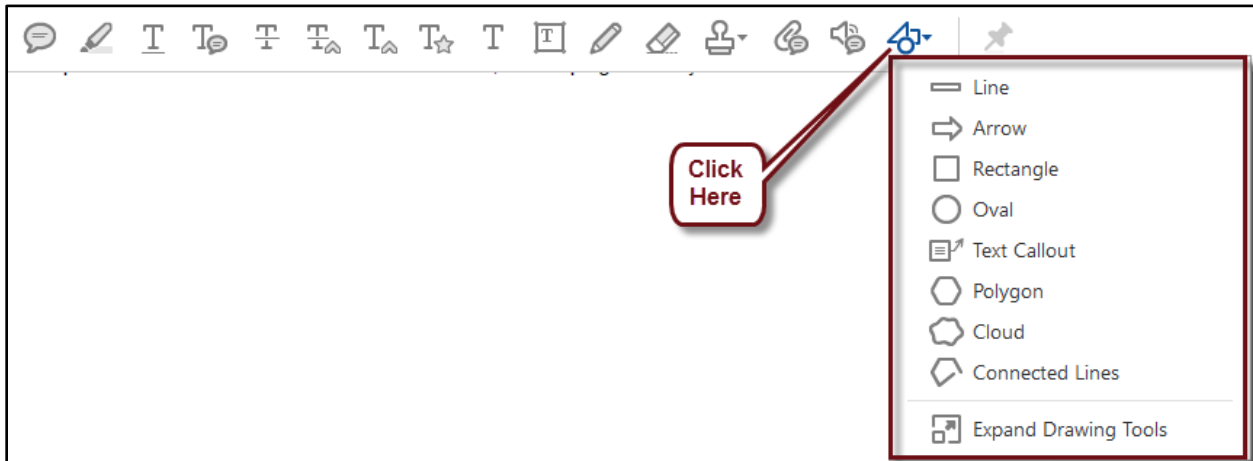 Line
Arrow
Rectangle
Oval
Text Callout
Polygon
Cloud
Connected Lines
Expand Drawing Tools
Click
Here